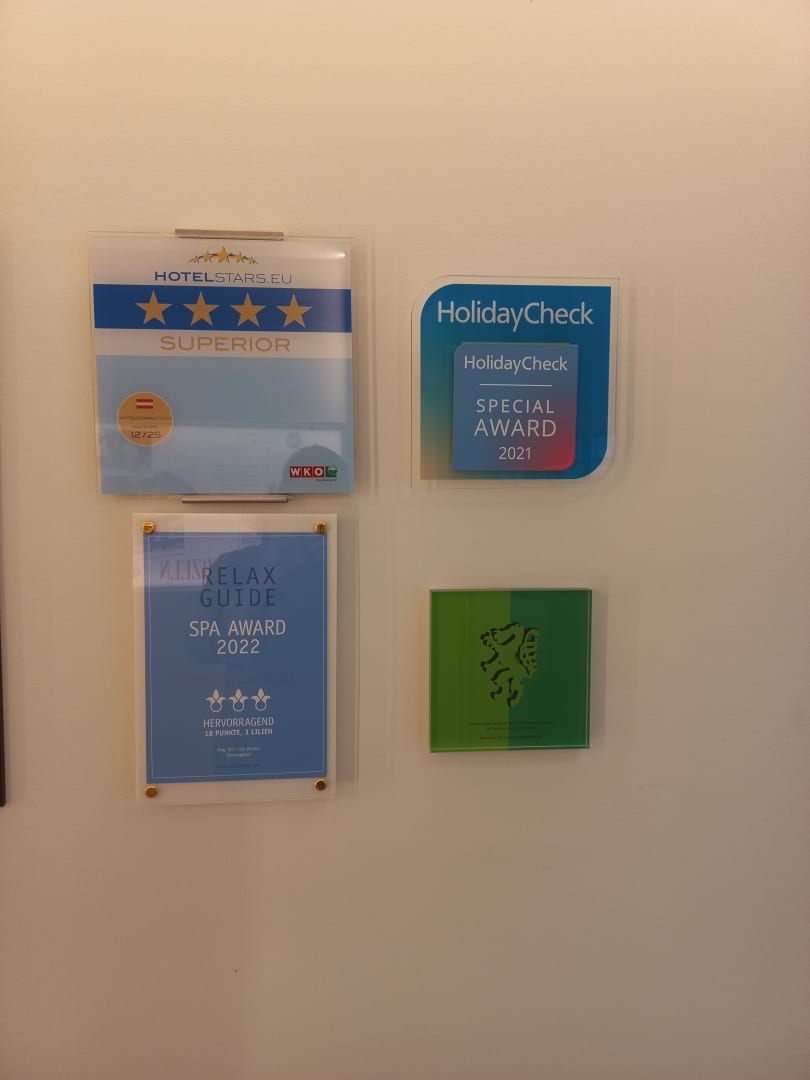 HOTELSTARS.EU
SUPERIOR
12/25
WKO
HolidayCheck
HolidayCheck
SPECIAL
AWARD
2021
RELAX
GUIDE
SPA AWARD
2022
HERVORRAGEND
18 PUNKTE, 3 LILIEN